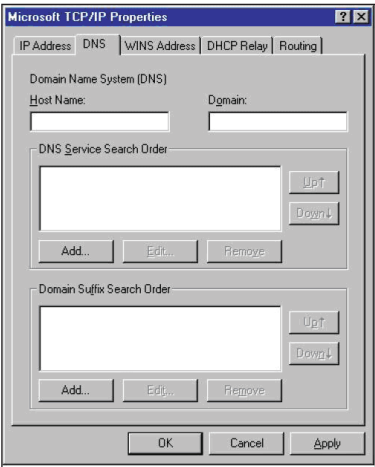 Microsoft TCP/IP Properties
IP Address DNS WINS Address DHCP Relay Routing
Domain Name System (DNS)
Host Name: Domain:
DNS Service Search Order
Up↑
Down↓
Add... Edit... Remove
Domain Suffix Search Order
Up↑
Down↓
Add... Edit... Remove
OK Cancel Apply